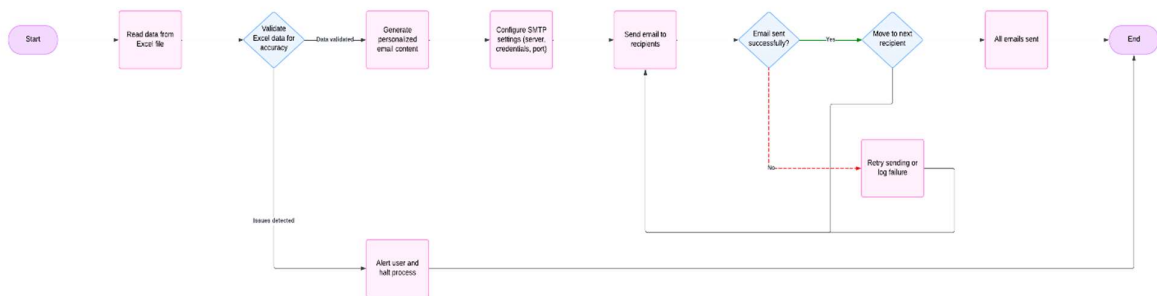 Start
Read data from
Excel file
Validate
Excel data for
accuracy
Data validated
Generate
personalized
email content
Configure SMTP
settings (server,
credentials, port)
Send email to
recipients
Email sent
successfully?
Yes
Move to next
recipient
All emails sent
End
No
Retry sending or
log failure
Issues detected
Alert user and
halt process